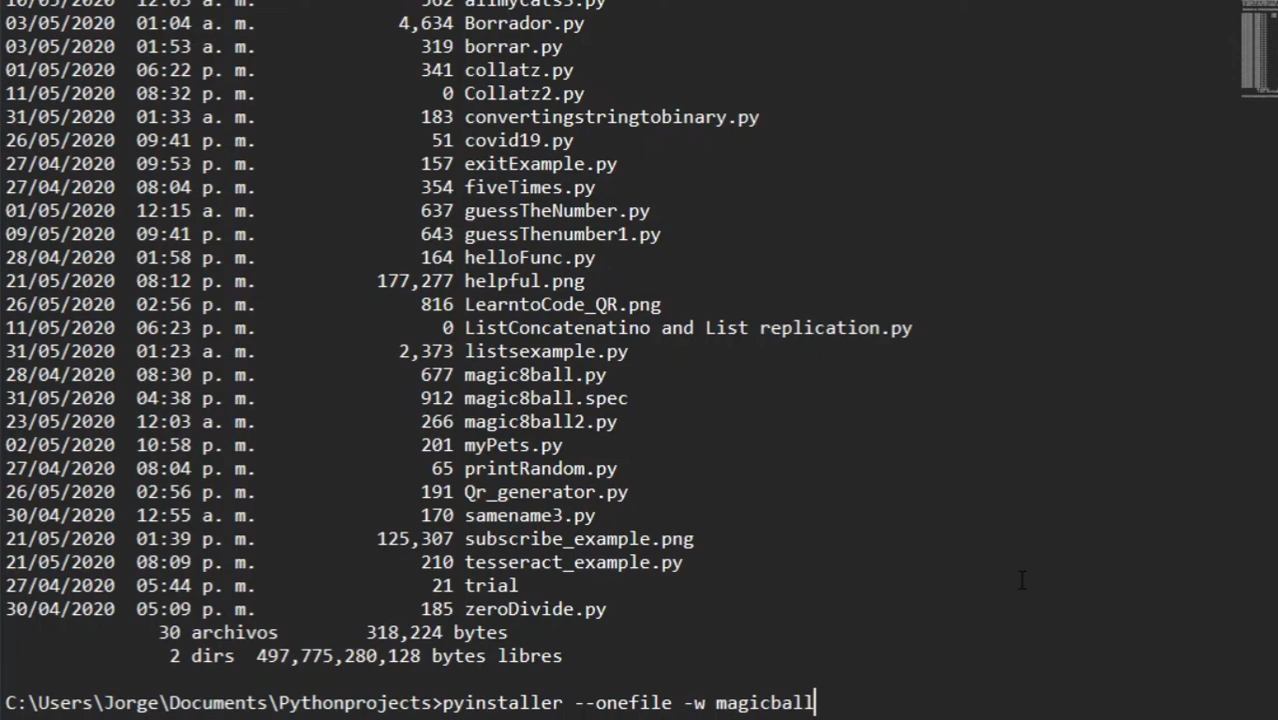 10/05/2020 12:05 p. m. 562 allmycats3.py
03/05/2020 01:04 a. m. 4,634 Borrador.py
03/05/2020 01:53 a. m. 319 borrar.py
01/05/2020 06:22 p. m. 341 collatz.py
11/05/2020 08:32 p. m. 0 Collatz2.py
31/05/2020 01:33 a. m. 183 convertingstringtobinary.py
26/05/2020 09:41 p. m. 51 covid19.py
27/04/2020 09:53 p. m. 157 exitExample.py
27/04/2020 08:04 p. m. 354 fiveTimes.py
01/05/2020 12:15 a. m. 637 guessTheNumber.py
09/05/2020 09:41 p. m. 643 guessThenumber1.py
28/04/2020 01:58 p. m. 164 helloFunc.py
21/05/2020 08:12 p. m. 177,277 helpful.png
26/05/2020 02:56 p. m. 816 LearntoCode_QR.png
11/05/2020 06:23 p. m. 0 ListConcatenatino and List replication.py
31/05/2020 01:23 a. m. 2,373 listsexample.py
28/04/2020 08:30 p. m. 677 magic8ball.py
31/05/2020 04:38 p. m. 912 magic8ball.spec
23/05/2020 12:03 a. m. 266 magic8ball2.py
02/05/2020 10:58 p. m. 201 myPets.py
27/04/2020 08:04 p. m. 65 printRandom.py
26/05/2020 02:56 p. m. 191 Qr_generator.py
30/04/2020 12:55 a. m. 170 samename3.py
21/05/2020 01:39 p. m. 125,307 subscribe_example.png
21/05/2020 08:09 p. m. 210 tesseract_example.py
27/04/2020 05:44 p. m. 21 trial
30/04/2020 05:09 p. m. 185 zeroDivide.py
30 archivos 318,224 bytes
2 dirs 497,775,280,128 bytes libres
C:\Users\Jorge\Documents\Pythonprojects>pyinstaller --onefile -w magicball